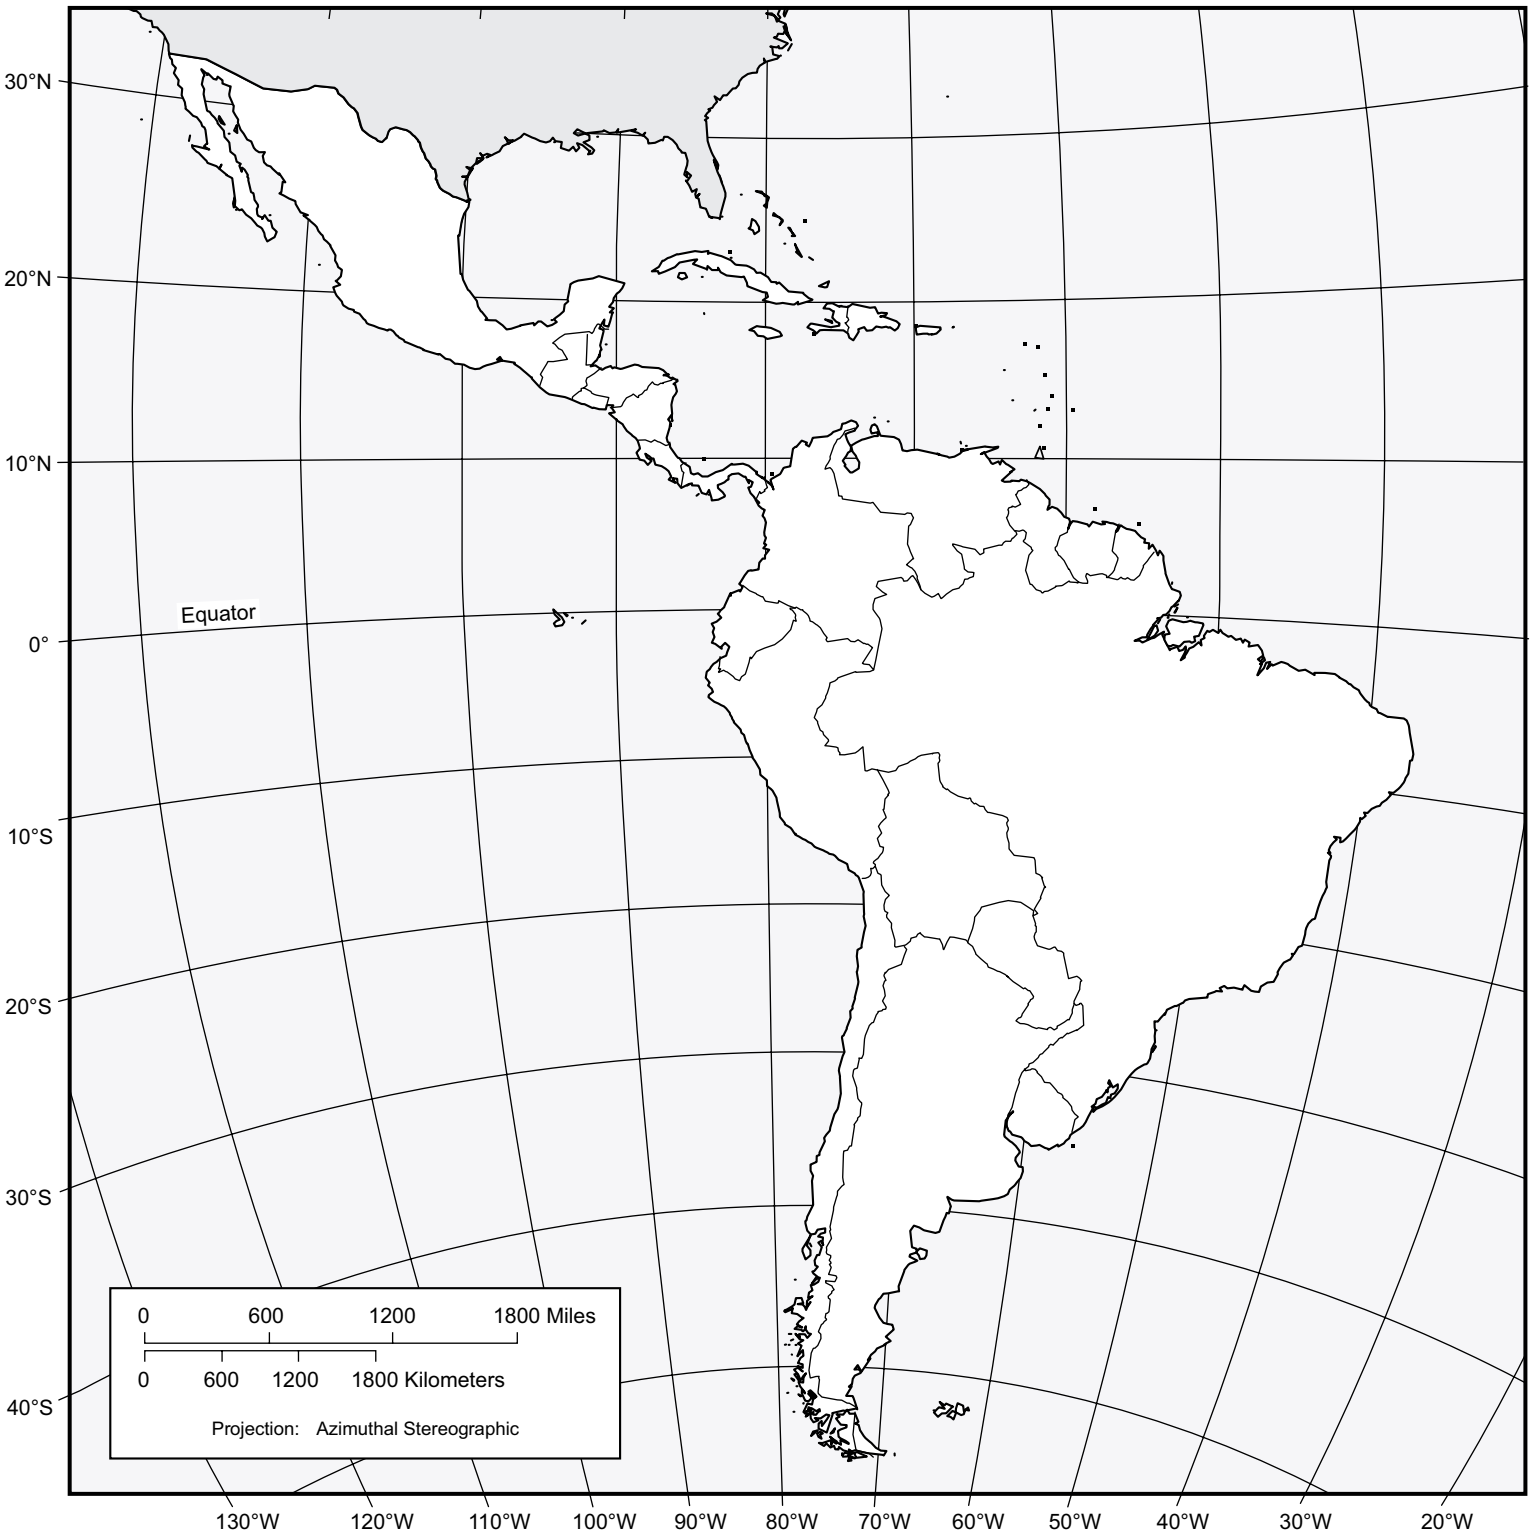 30°N
20°N
10°N
Equator
0°
10°S
20°S
30°S
0 600 1200 1800 Miles
0 600 1200 1800 Kilometers
40°S
Projection: Azimuthal Stereographic
130°W 120°W 110°W 100°W 90°W 80°W 70°W 60°W 50°W 40°W 30°W 20°W